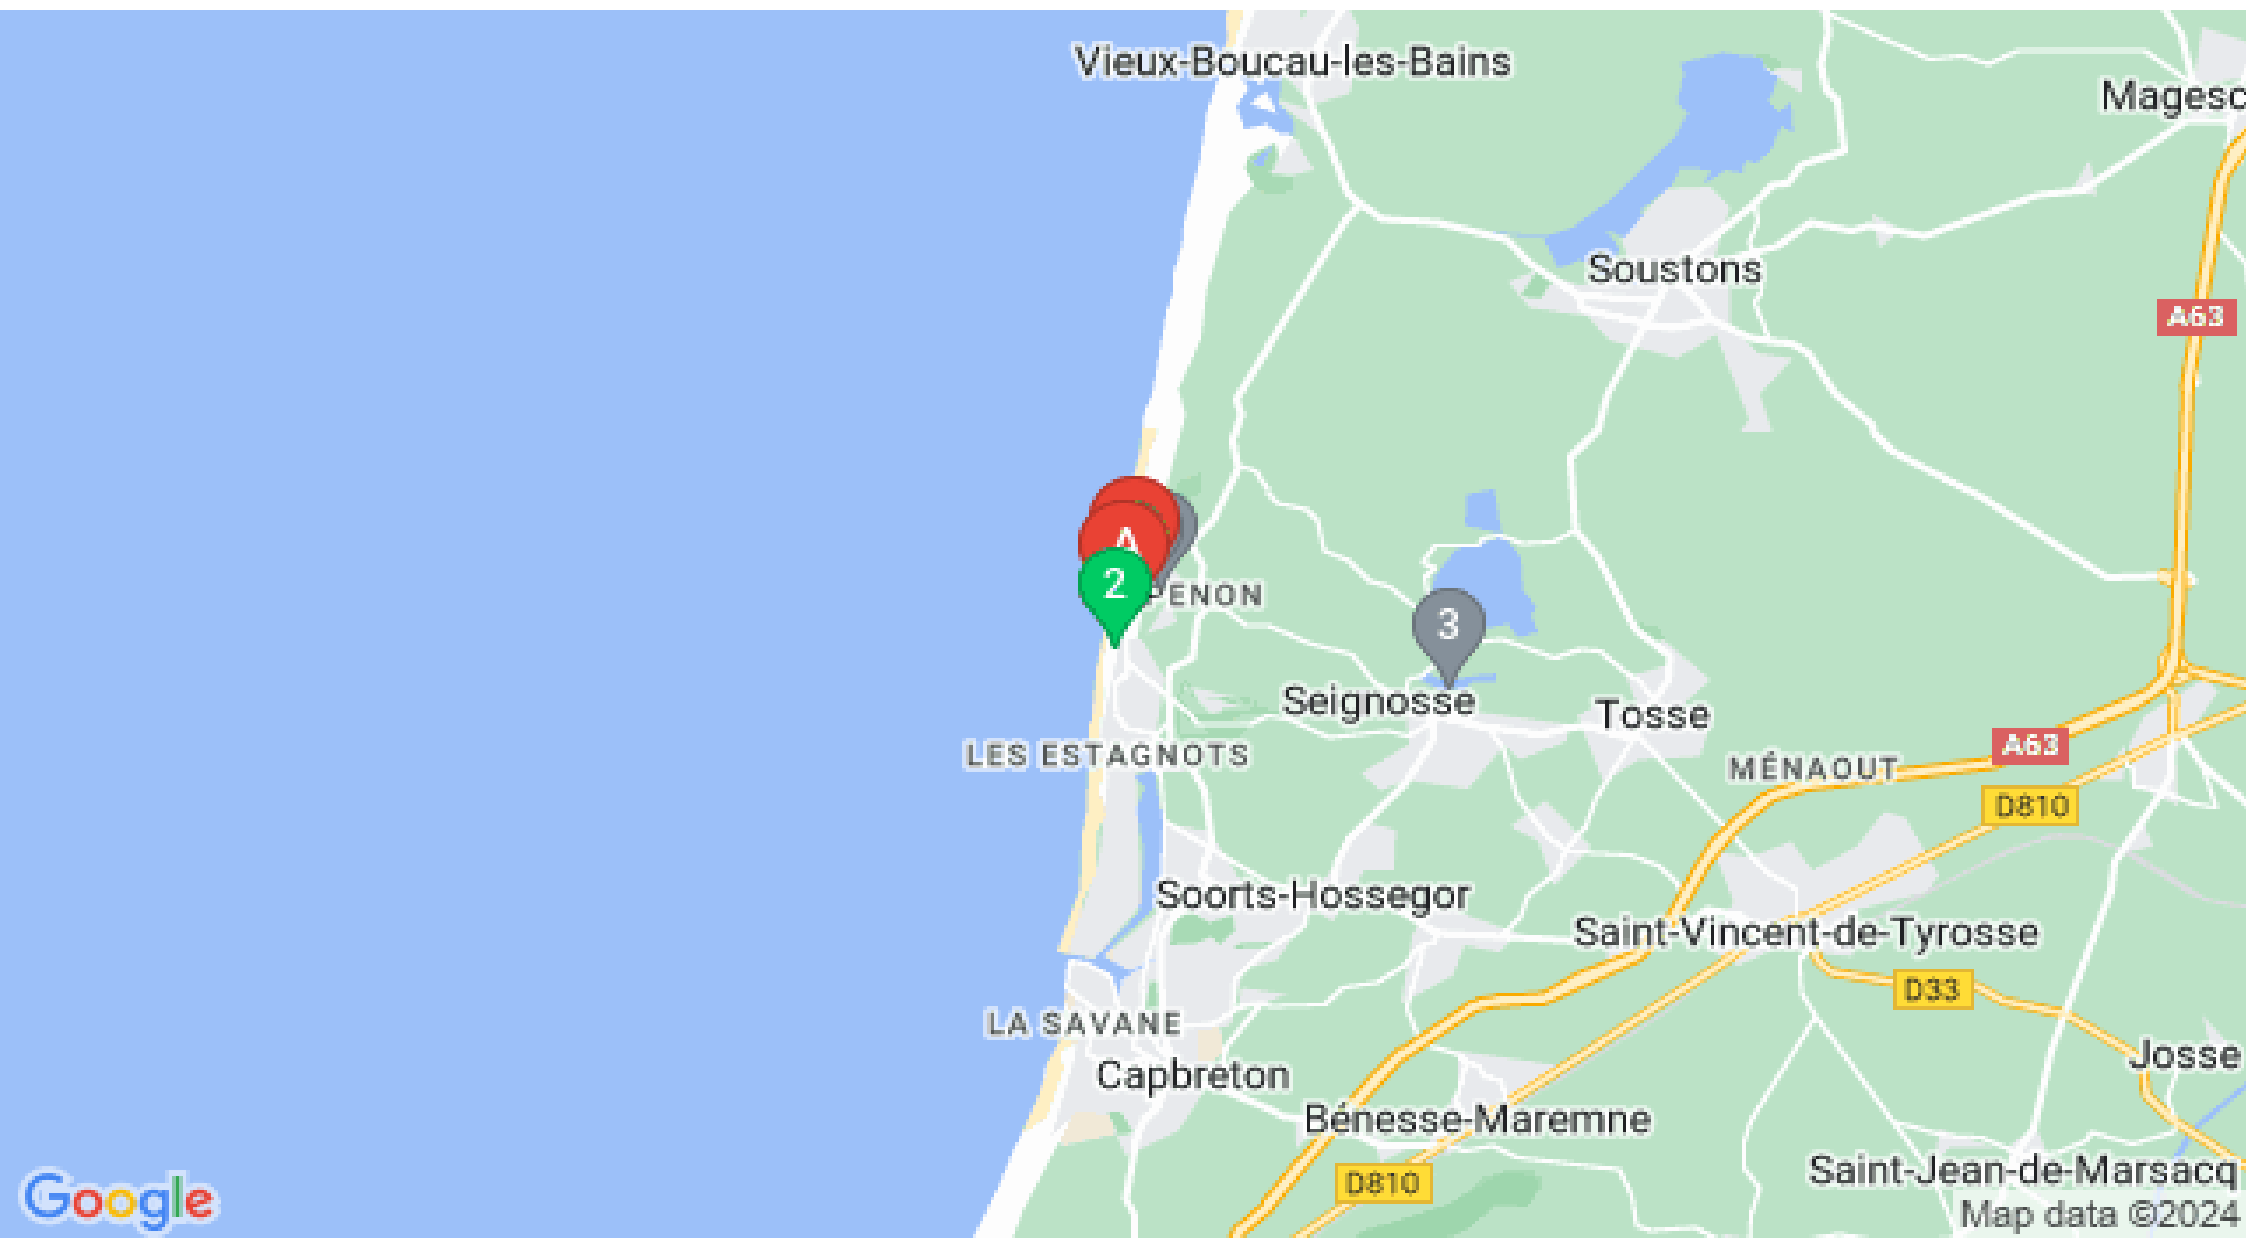 Vieux-Boucau-les-Bains
Magesc
Soustons
A63
A
2
PENON
3
Seignosse
Tosse
LES ESTAGNOTS
A63
MÉNAOUT
D810
Soorts-Hossegor
Saint-Vincent-de-Tyrosse
D33
LA SAVANE
Josse
Capbreton
Bénesse-Maremne
Saint-Jean-de-Marsacq
D810
Google
Map data ©2024